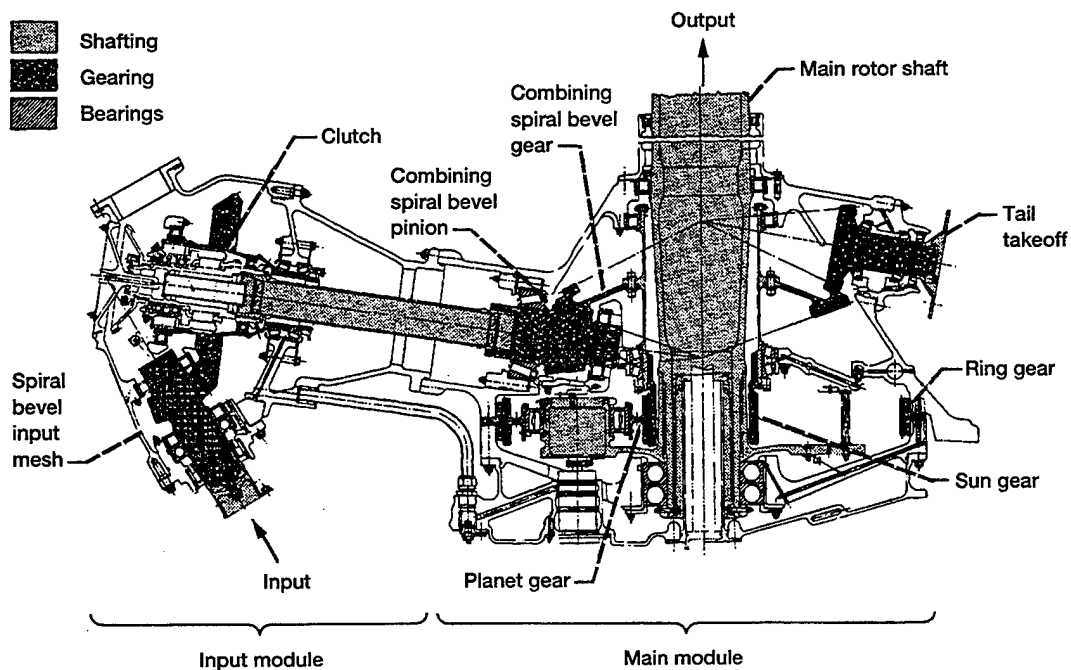 Shafting
Gearing
Bearings
Output
Main rotor shaft
Combining
spiral bevel
gear
Clutch
Combining
spiral bevel
pinion
Tail
takeoff
Spiral
bevel
input
mesh
Ring gear
Sun gear
Input
Planet gear
Input module
Main module